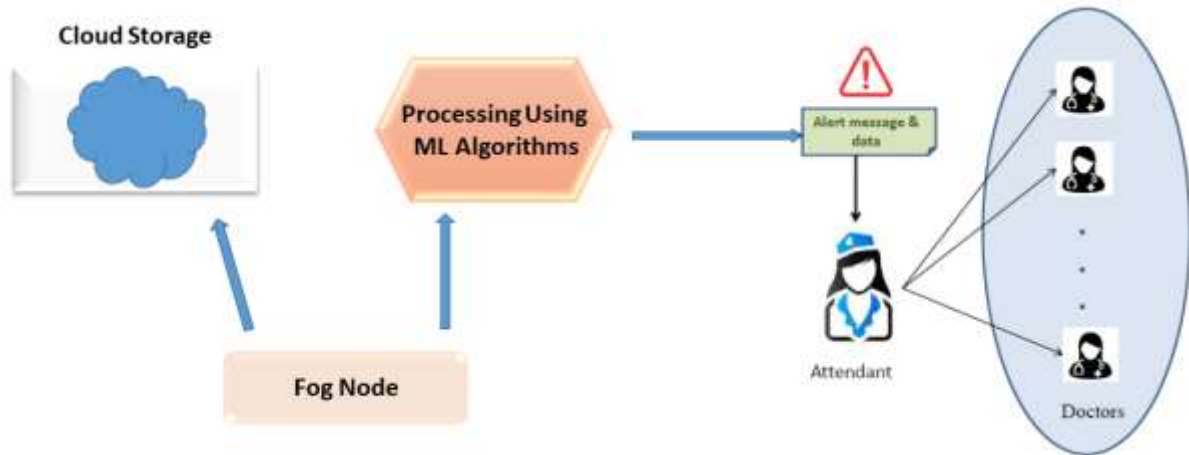 Cloud Storage
Processing Using
ML Algorithms
Alert message &
data
Attendant
Fog Node
Doctors